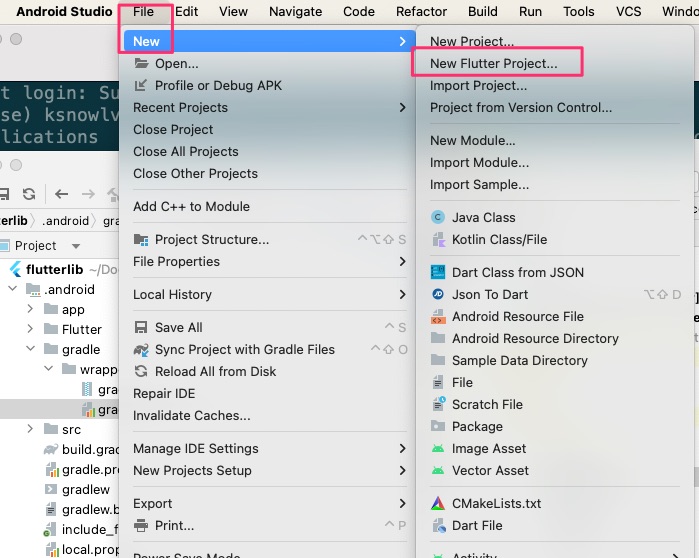 Android Studio File Edit View Navigate Code Refactor Build Run Tools VCS Windo
New
Open...
Profile or Debug APK
Recent Projects
Close Project
Close All Projects
Close Other Projects
Add C++ to Module
Project Structure... ⌃⌥⇧ S
File Properties
Local History
Save All ⌃ S
Sync Project with Gradle Files ⌃⇧ O
Reload All from Disk
Repair IDE
Invalidate Caches...
Manage IDE Settings
New Projects Setup
Export
Print... ⌃ P
Power Save Mode
New Project...
New Flutter Project...
Import Project...
Project from Version Control...
New Module...
Import Module...
Import Sample...
Java Class
Kotlin Class/File
Dart Class from JSON
Json To Dart ⌥⇧ D
Android Resource File
Android Resource Directory
Sample Data Directory
File
Scratch File
Package
Image Asset
Vector Asset
CMakeLists.txt
Dart File
Activity
t login: Su
se) ksnowlv
lications
terlib .android gra
Project
flutterlib ~/Do
.android
app
Flutter
gradle
wrapp
grad
grad
src
build.grad
gradle.pro
gradlew
gradlew.b
include_f
local.prop